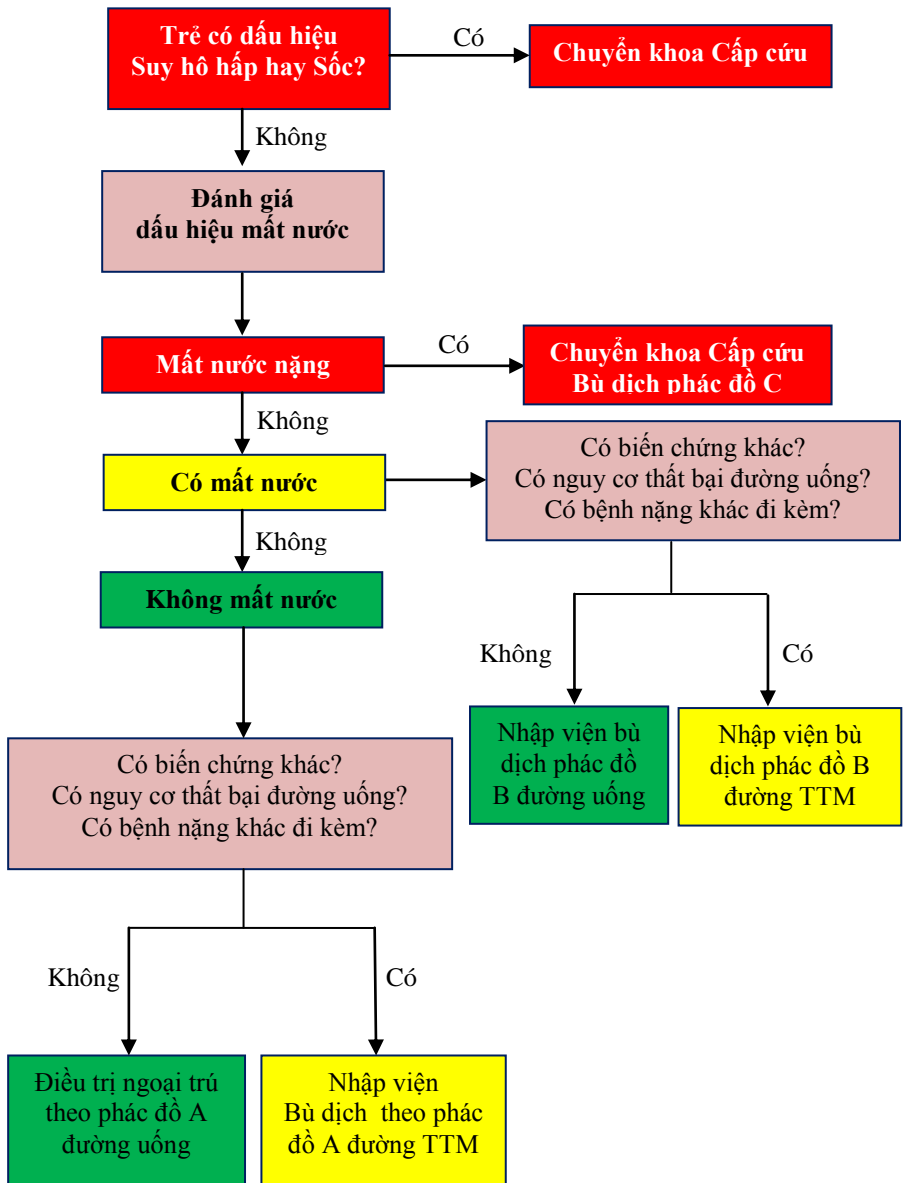 Trẻ có dấu hiệu
Suy hô hấp hay Sốc?
Có
Chuyển khoa Cấp cứu
Không
Đánh giá
dấu hiệu mất nước
Mất nước nặng
Có
Chuyển khoa Cấp cứu
Bù dịch phác đồ C
Không
Có mất nước
Có biến chứng khác?
Có nguy cơ thất bại đường uống?
Có bệnh nặng khác đi kèm?
Không
Không mất nước
Không
Có
Nhập viện bù
dịch phác đồ
B đường uống
Nhập viện bù
dịch phác đồ B
đường TTM
Có biến chứng khác?
Có nguy cơ thất bại đường uống?
Có bệnh nặng khác đi kèm?
Không
Có
Điều trị ngoại trú
theo phác đồ A
đường uống
Nhập viện
Bù dịch theo phác
đồ A đường TTM